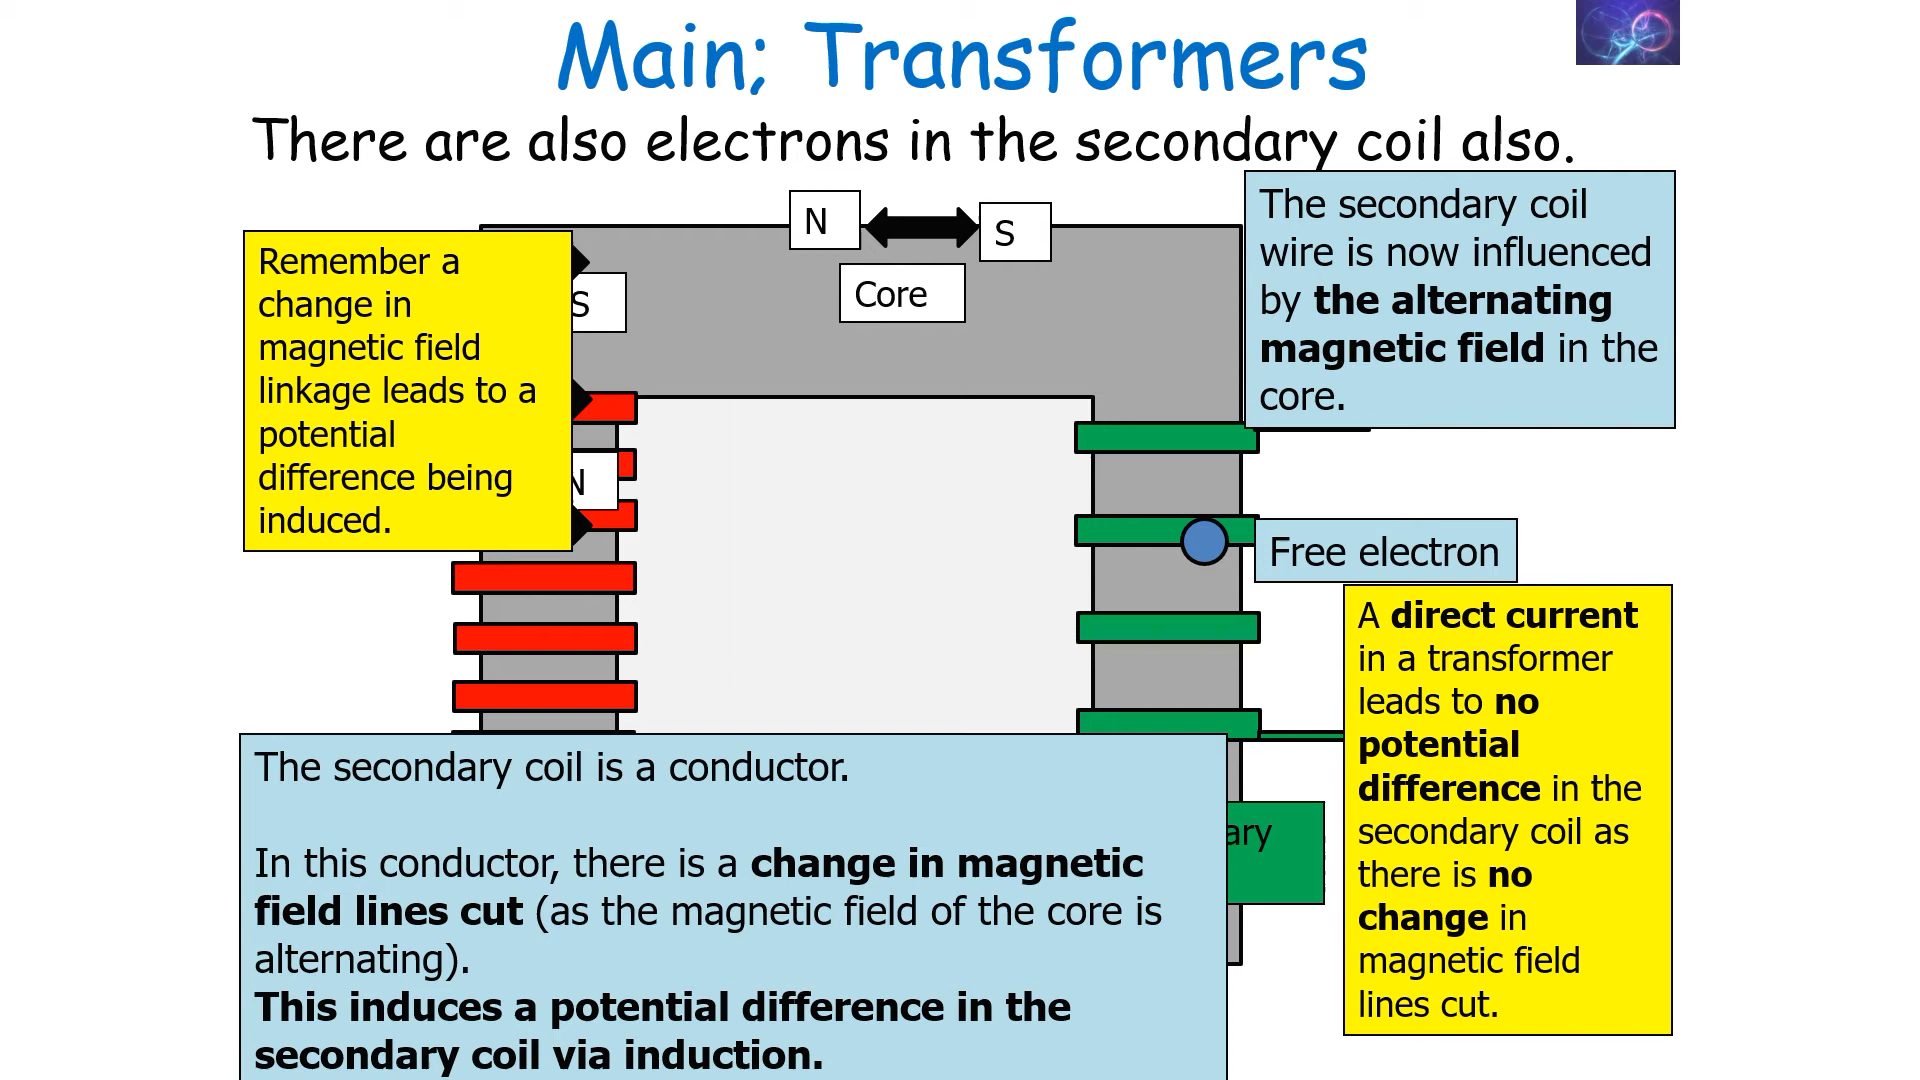 Main; Transformers
There are also electrons in the secondary coil also.
N
S
Core
The secondary coil
wire is now influenced
by the alternating
magnetic field in the
core.
Remember a
change in
magnetic field
linkage leads to a
potential
difference being
induced.
S
N
Free electron
A direct current
in a transformer
leads to no
potential
difference in the
secondary coil as
there is no
change in
magnetic field
lines cut.
The secondary coil is a conductor.
In this conductor, there is a change in magnetic
field lines cut (as the magnetic field of the core is
alternating).
This induces a potential difference in the
secondary coil via induction.